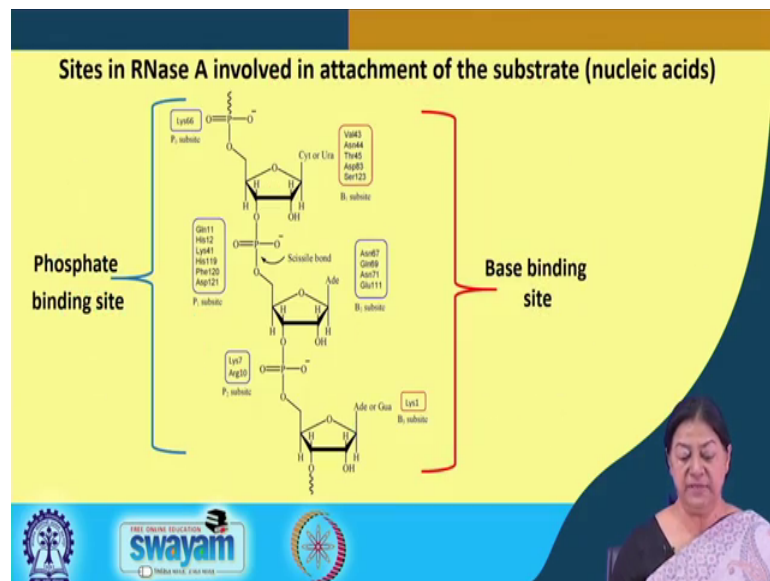 Sites in RNase A involved in attachment of the substrate (nucleic acids)
Lys66
O=P—O⁻
P₀ subsite
O
O
Cyt or Ura
H H
H H
O OH
Val43
Asn44
Thr45
Asp83
Ser123
B₁ subsite
Phosphate
binding site
Gln11
His12
Lys41
His119
Phe120
Asp121
P₁ subsite
O=P—O⁻
Scissile bond
O
O
Ade
H H
H H
O OH
Asn67
Gln69
Asn71
Glu111
B₂ subsite
Base binding
site
Lys7
Arg10
P₂ subsite
O=P—O⁻
O
O
Ade or Gua
H H
H H
O OH
Lys1
B₃ subsite
FREE ONLINE EDUCATION
swayam